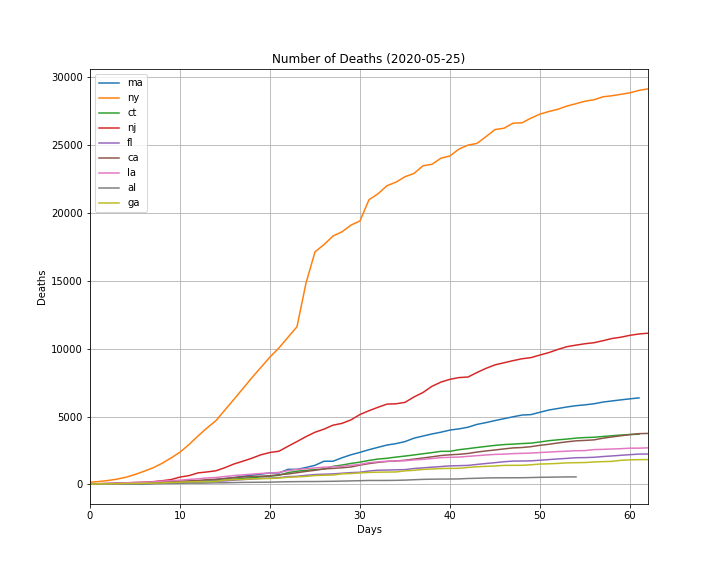 Number of Deaths (2020-05-25)
30000
25000
20000
15000
10000
5000
0
Deaths
ma
ny
ct
nj
fl
ca
la
al
ga
0 10 20 30 40 50 60
Days